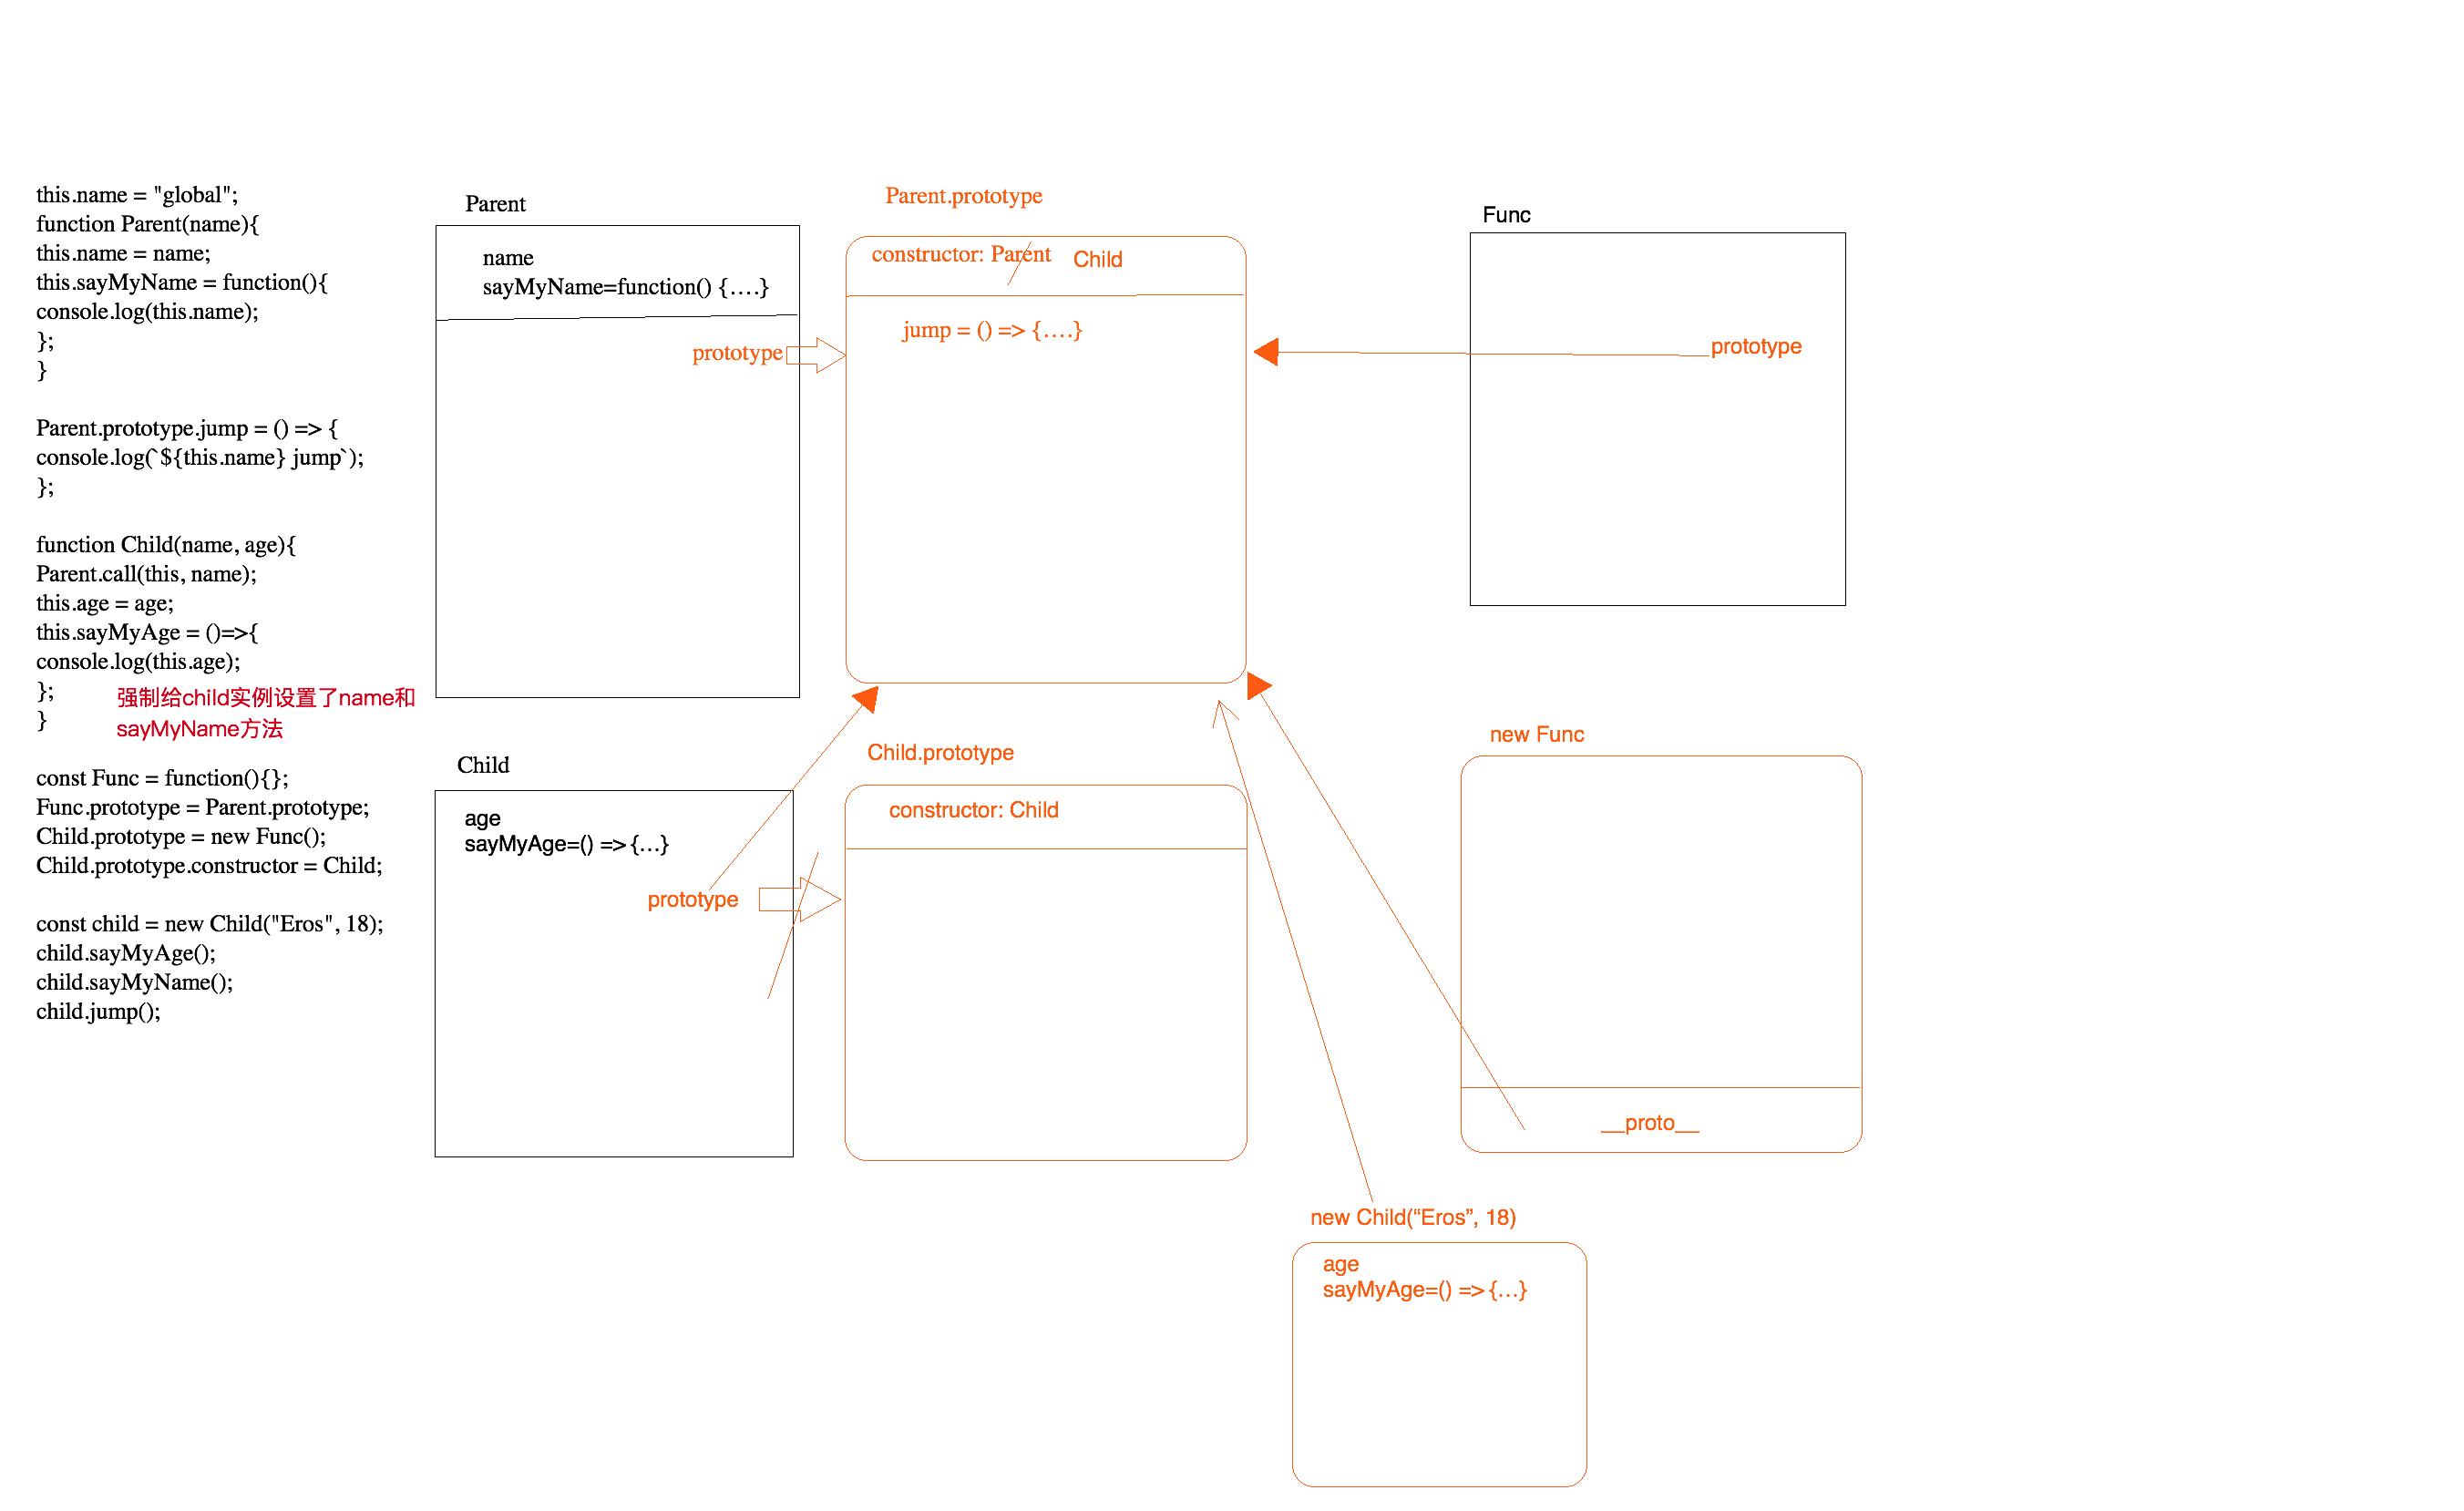 this.name = "global";
function Parent(name){
this.name = name;
this.sayMyName = function(){
console.log(this.name);
};
}
Parent.prototype.jump = () => {
console.log(`${this.name} jump`);
};
function Child(name, age){
Parent.call(this, name);
this.age = age;
this.sayMyAge = ()=>{
console.log(this.age);
};
}
强制给child实例设置了name和
sayMyName方法
const Func = function(){};
Func.prototype = Parent.prototype;
Child.prototype = new Func();
Child.prototype.constructor = Child;
const child = new Child("Eros", 18);
child.sayMyAge();
child.sayMyName();
child.jump();
Parent
name
sayMyName=function() {….}
prototype
Parent.prototype
constructor: Parent
Child
jump = () => {….}
Func
prototype
Child
age
sayMyAge=() => {…}
prototype
Child.prototype
constructor: Child
new Func
__proto__
new Child(“Eros”, 18)
age
sayMyAge=() => {…}